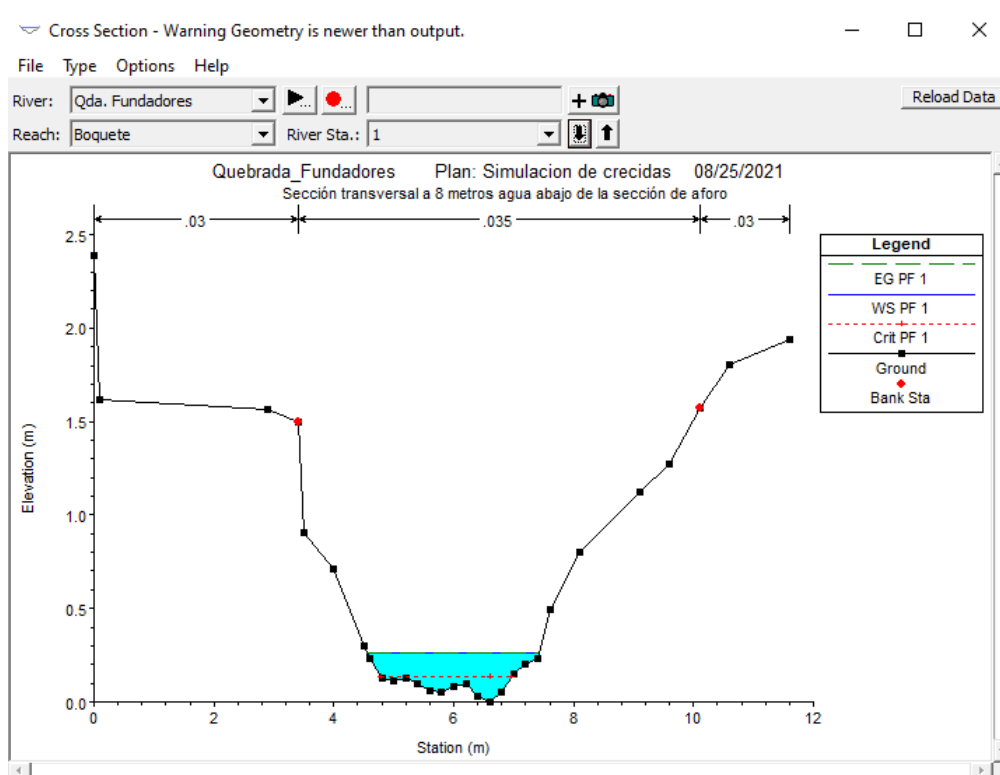 Cross Section - Warning Geometry is newer than output.
File Type Options Help
River: Qda. Fundadores
Reload Data
Reach: Boquete River Sta.: 1
Quebrada_Fundadores Plan: Simulacion de crecidas 08/25/2021
Sección transversal a 8 metros agua abajo de la sección de aforo
.03 .035 .03
Legend
EG PF 1
WS PF 1
Crit PF 1
Ground
Bank Sta
Elevation (m)
2.5
2.0
1.5
1.0
0.5
0.0
0 2 4 6 8 10 12
Station (m)